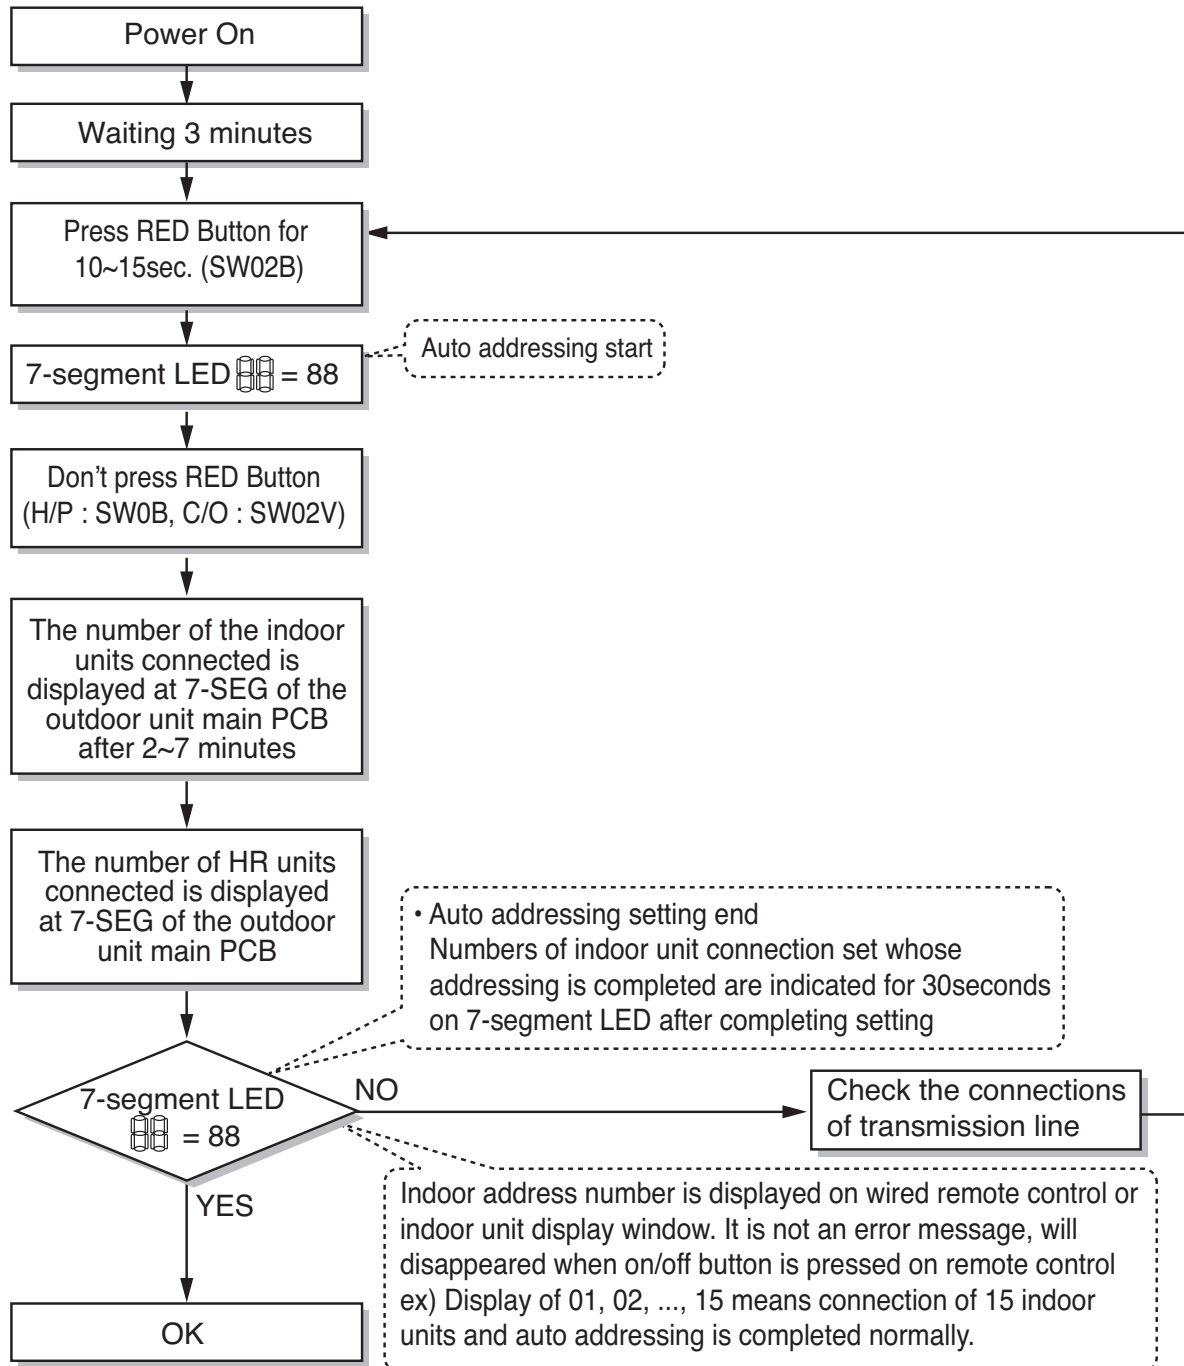 Power On
Waiting 3 minutes
Press RED Button for
10~15sec. (SW02B)
7-segment LED 88 = 88
Auto addressing start
Don't press RED Button
(H/P : SW0B, C/O : SW02V)
The number of the indoor
units connected is
displayed at 7-SEG of the
outdoor unit main PCB
after 2~7 minutes
The number of HR units
connected is displayed
at 7-SEG of the outdoor
unit main PCB
• Auto addressing setting end
Numbers of indoor unit connection set whose
addressing is completed are indicated for 30seconds
on 7-segment LED after completing setting
7-segment LED
88 = 88
NO
Check the connections
of transmission line
YES
Indoor address number is displayed on wired remote control or
indoor unit display window. It is not an error message, will
disappeared when on/off button is pressed on remote control
ex) Display of 01, 02, ..., 15 means connection of 15 indoor
units and auto addressing is completed normally.
OK